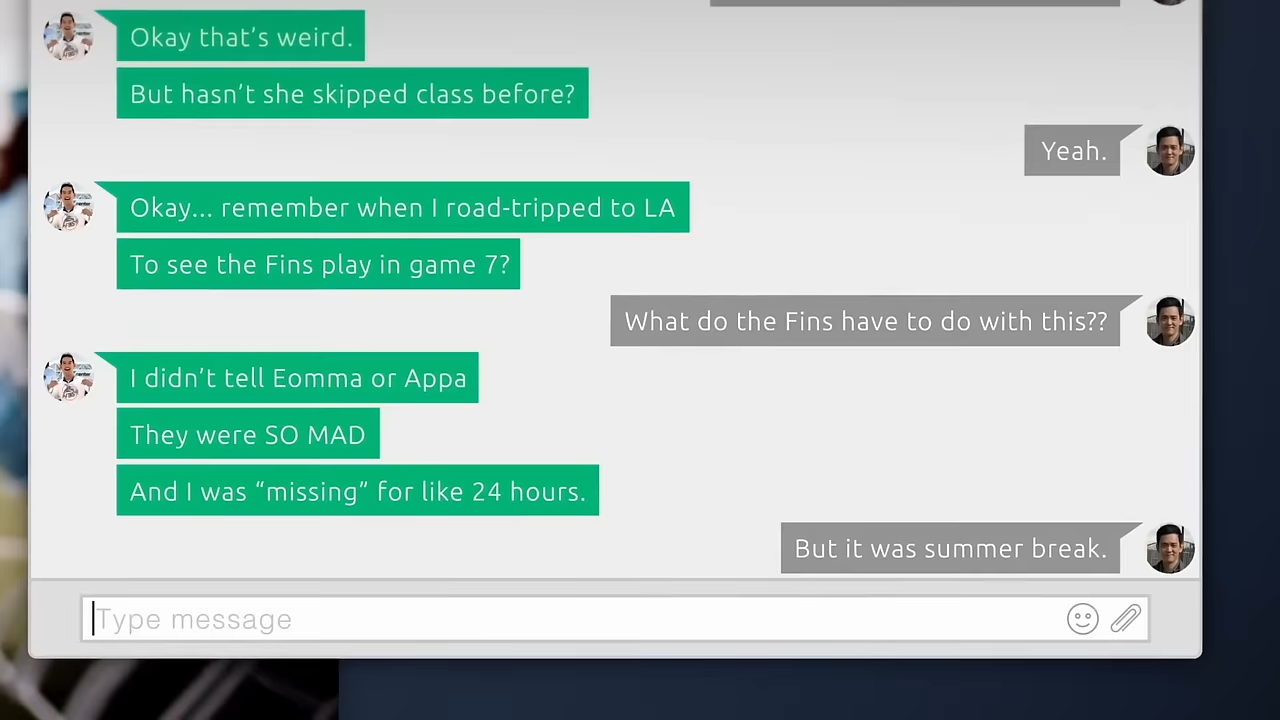 Okay that's weird.
But hasn't she skipped class before?
Yeah.
Okay... remember when I road-tripped to LA
To see the Fins play in game 7?
What do the Fins have to do with this??
I didn't tell Eomma or Appa
They were SO MAD
And I was “missing” for like 24 hours.
But it was summer break.
Type message